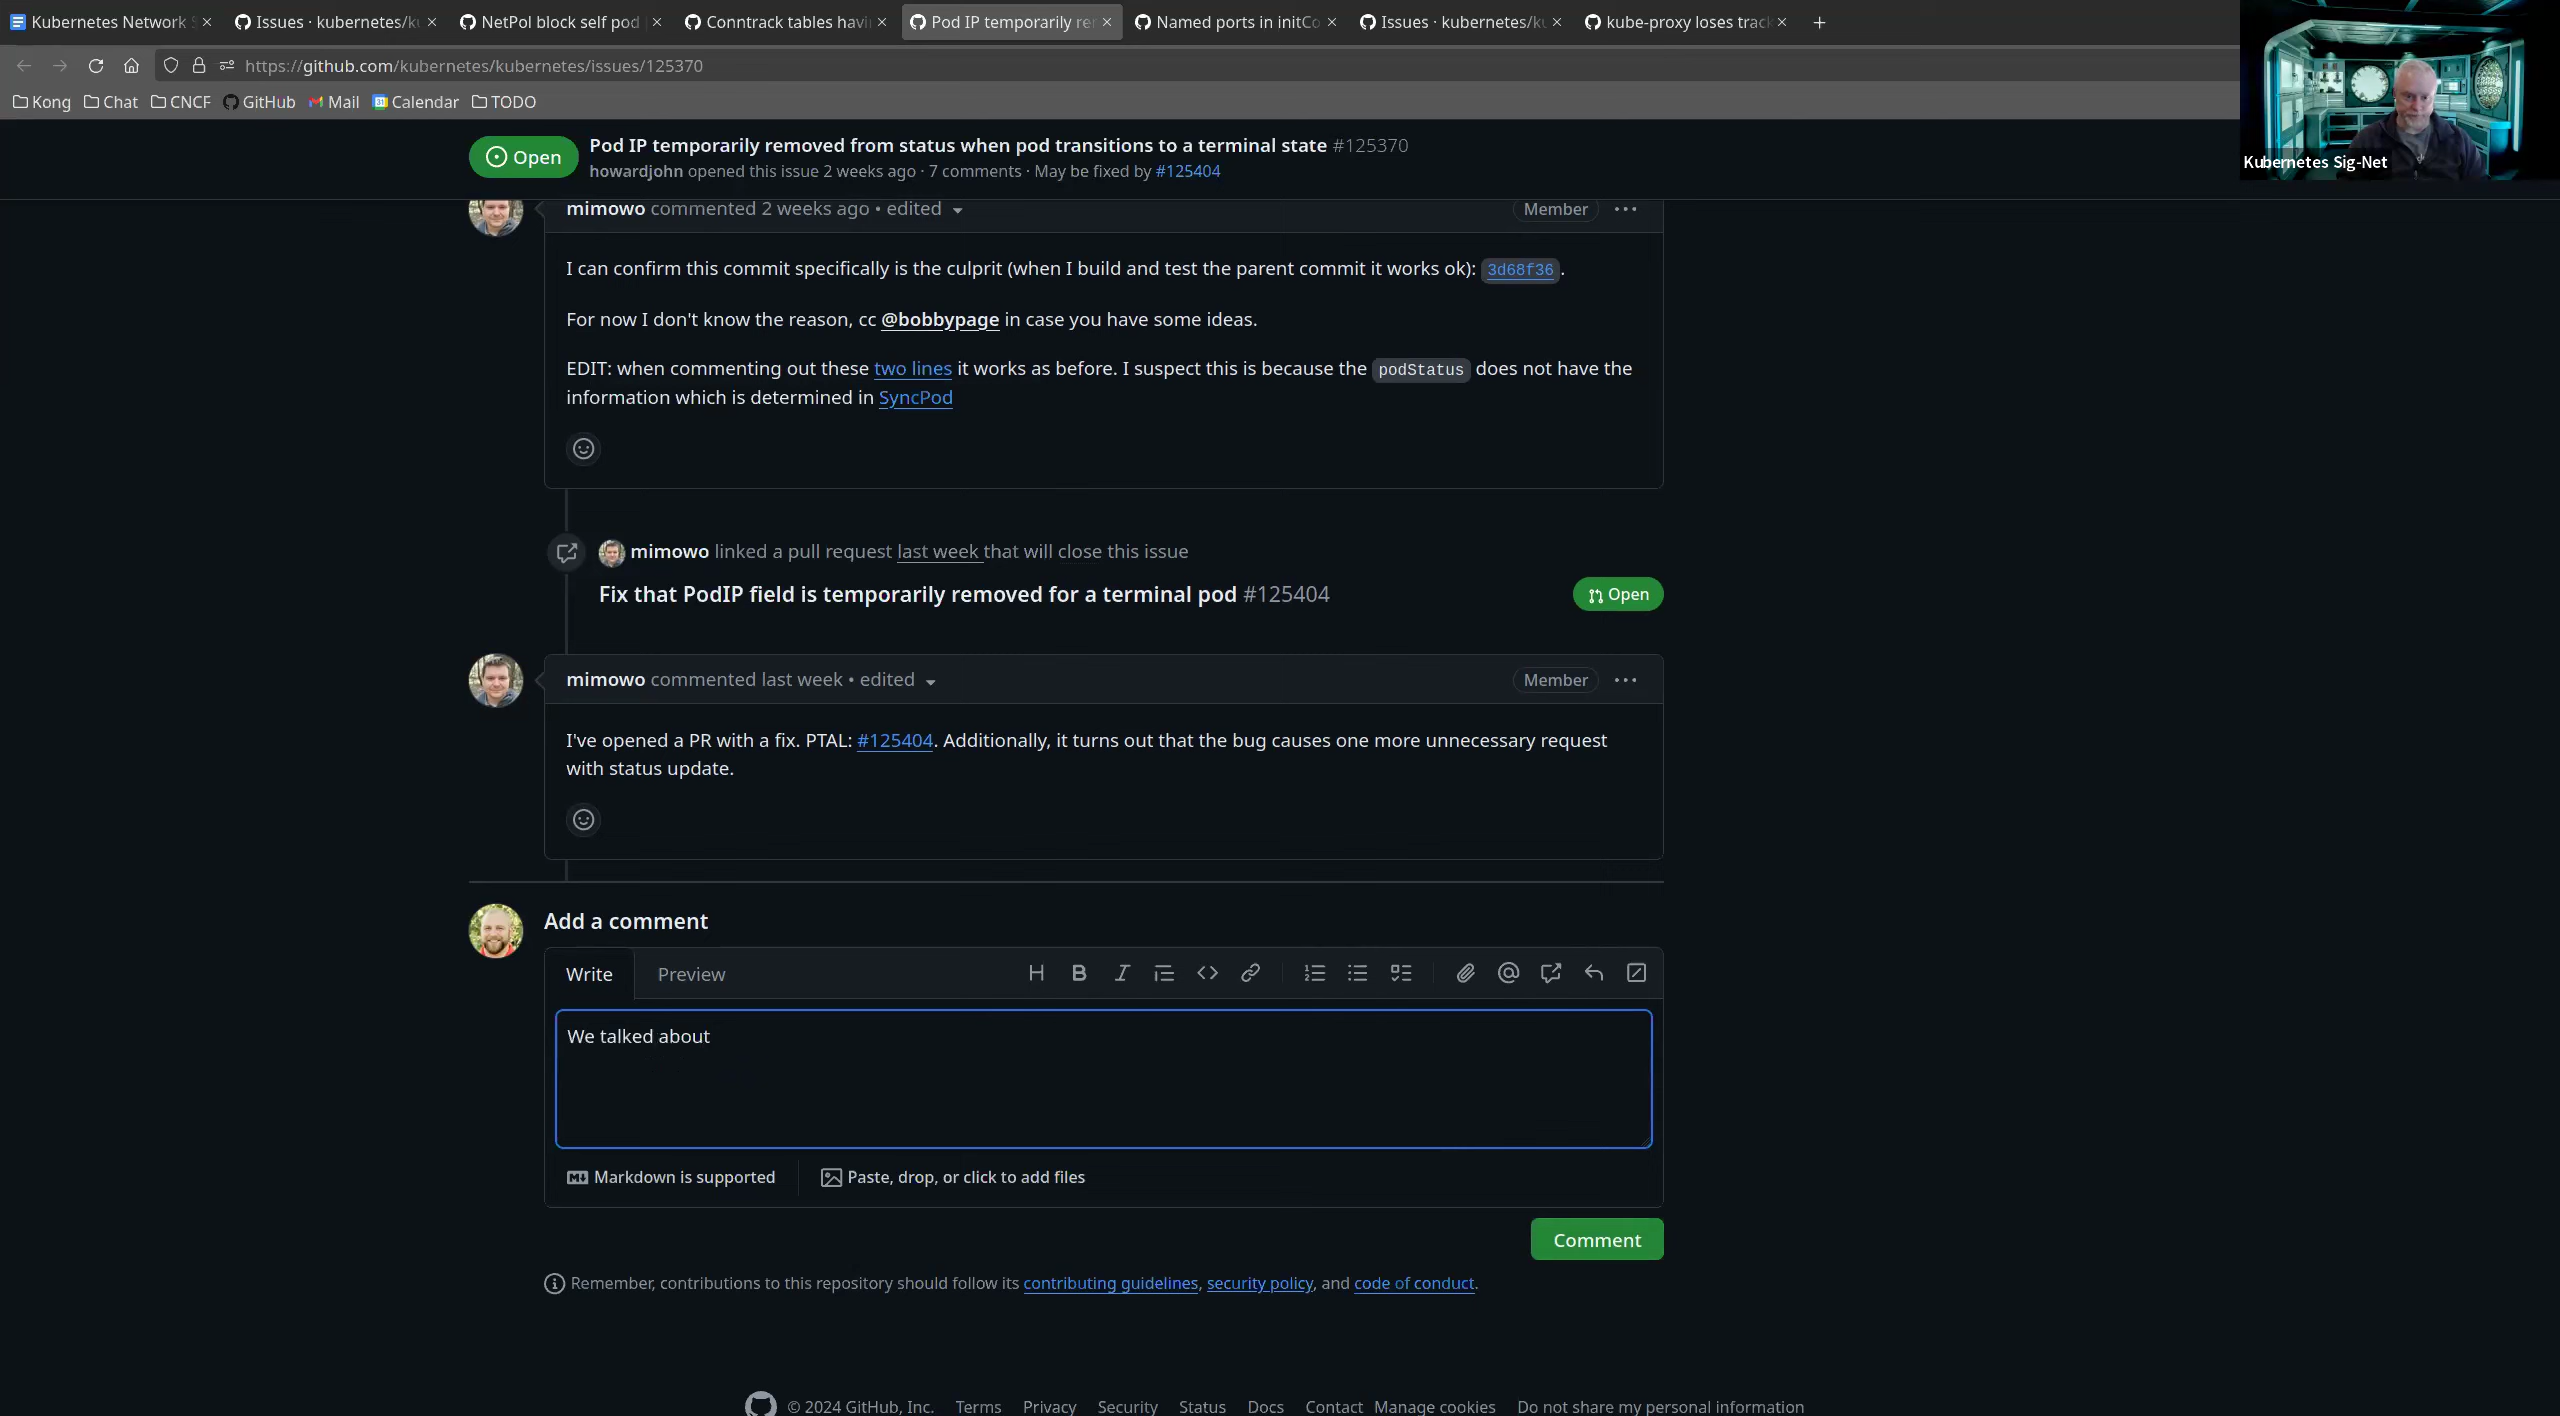 Kubernetes Network
Issues · kubernetes/k
NetPol block self pod
Conntrack tables havi
Pod IP temporarily re
Named ports in initCo
Issues · kubernetes/k
kube-proxy loses track
https://github.com/kubernetes/kubernetes/issues/125370
Kong Chat CNCF GitHub Mail Calendar TODO
Kubernetes Sig-Net
Open
Pod IP temporarily removed from status when pod transitions to a terminal state #125370
howardjohn opened this issue 2 weeks ago · 7 comments · May be fixed by #125404
mimowo commented 2 weeks ago • edited
Member
I can confirm this commit specifically is the culprit (when I build and test the parent commit it works ok): 3d68f36.
For now I don't know the reason, cc @bobbypage in case you have some ideas.
EDIT: when commenting out these two lines it works as before. I suspect this is because the podStatus does not have the
information which is determined in SyncPod
mimowo linked a pull request last week that will close this issue
Fix that PodIP field is temporarily removed for a terminal pod #125404
Open
mimowo commented last week • edited
Member
I've opened a PR with a fix. PTAL: #125404. Additionally, it turns out that the bug causes one more unnecessary request
with status update.
Add a comment
Write Preview
We talked about
Markdown is supported
Paste, drop, or click to add files
Comment
Remember, contributions to this repository should follow its contributing guidelines, security policy, and code of conduct.
© 2024 GitHub, Inc. Terms Privacy Security Status Docs Contact Manage cookies Do not share my personal information